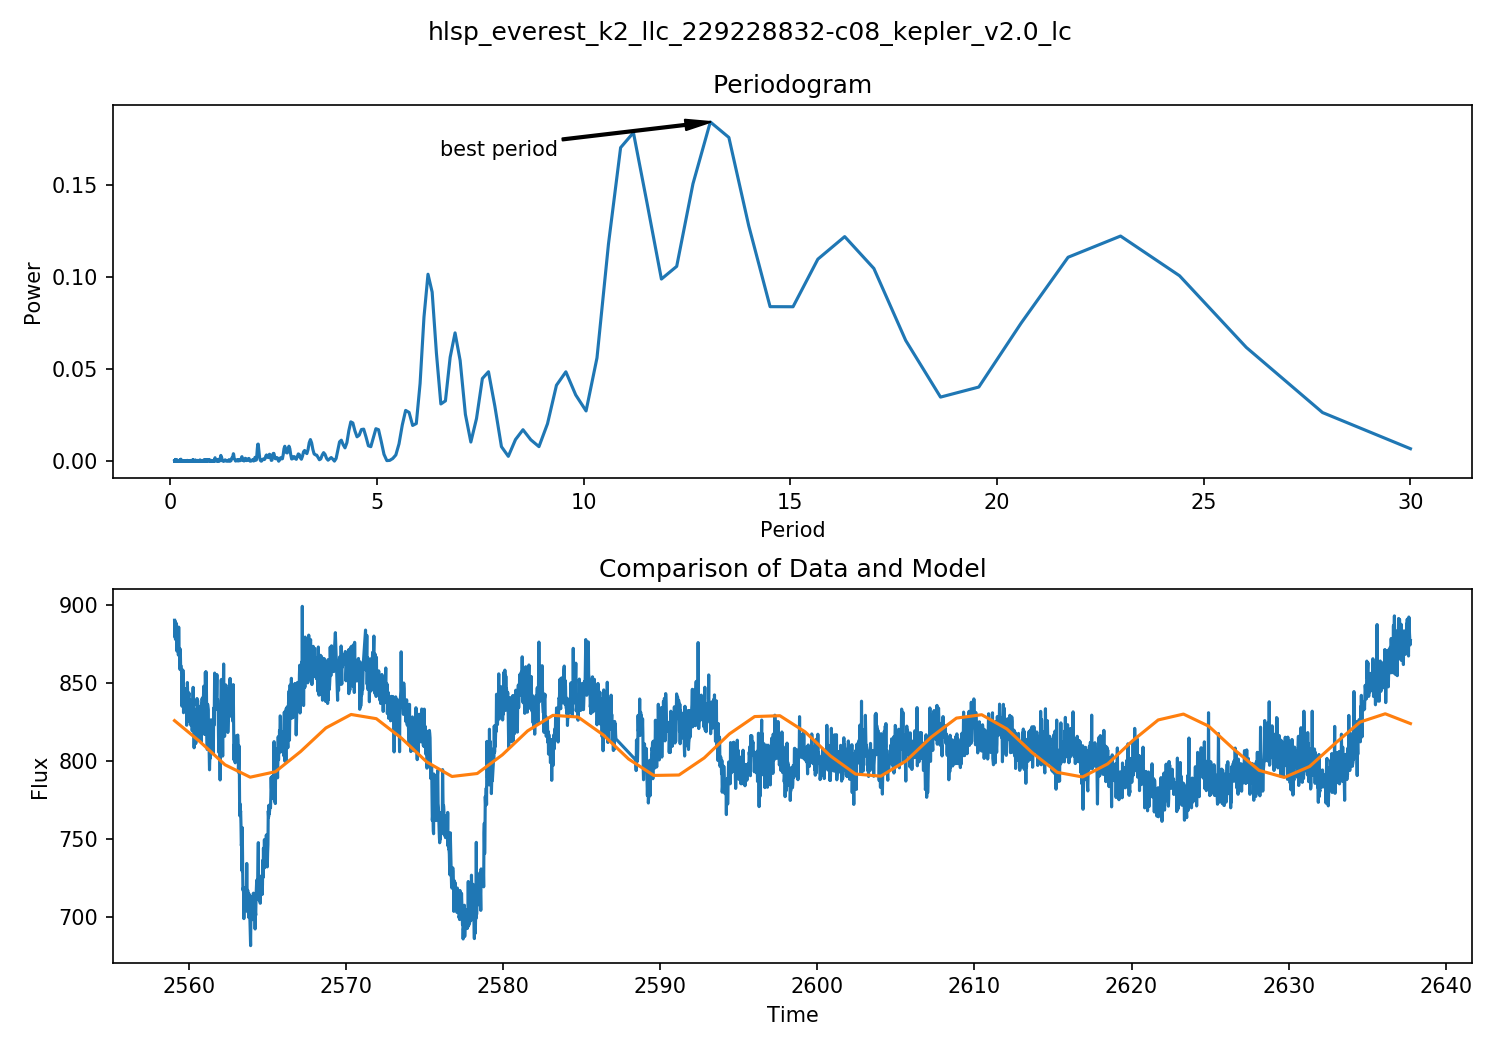 hlsp_everest_k2_llc_229228832-c08_kepler_v2.0_lc
Periodogram
best period
Power
0.15
0.10
0.05
0.00
0 5 10 15 20 25 30
Period
Comparison of Data and Model
Flux
900
850
800
750
700
2560 2570 2580 2590 2600 2610 2620 2630 2640
Time